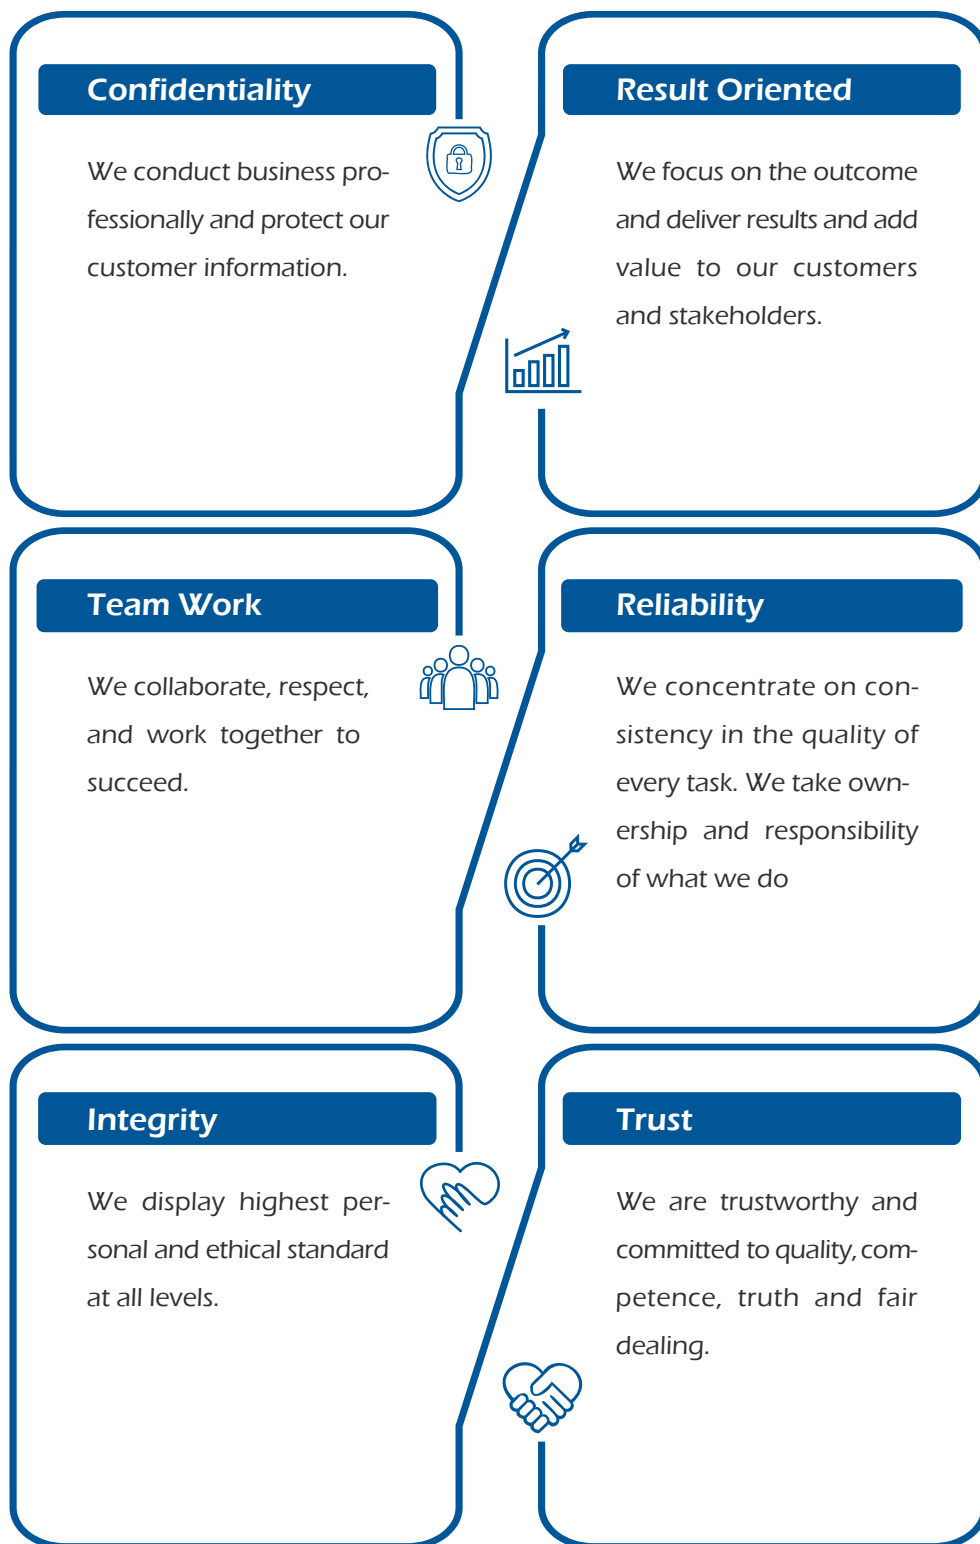 Confidentiality
We conduct business pro-
fessionally and protect our
customer information.
Result Oriented
We focus on the outcome
and deliver results and add
value to our customers
and stakeholders.
Team Work
We collaborate, respect,
and work together to
succeed.
Reliability
We concentrate on con-
sistency in the quality of
every task. We take own-
ership and responsibility
of what we do
Integrity
We display highest per-
sonal and ethical standard
at all levels.
Trust
We are trustworthy and
committed to quality, com-
petence, truth and fair
dealing.